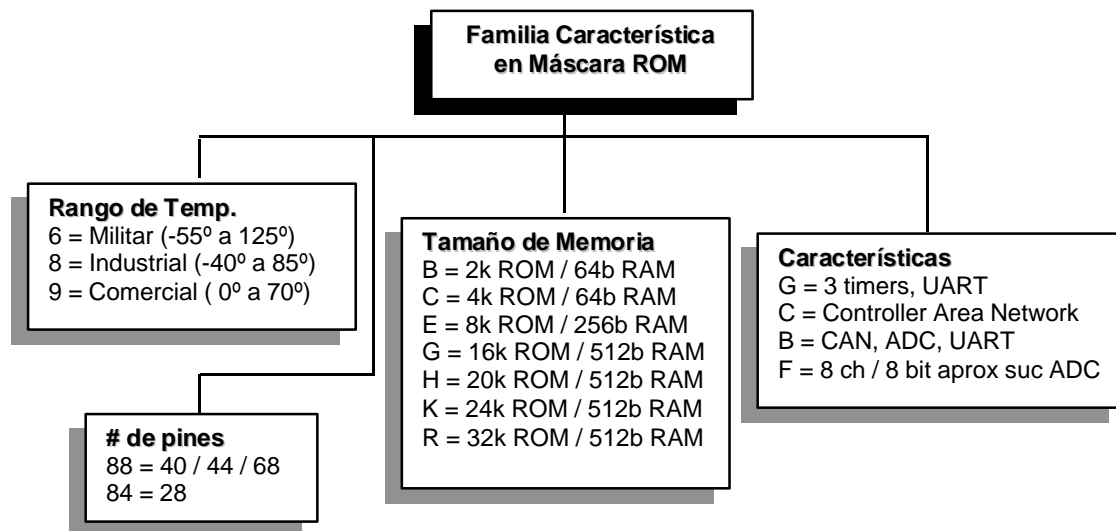 Familia Característica
en Máscara ROM
Rango de Temp.
6 = Militar (-55º a 125º)
8 = Industrial (-40º a 85º)
9 = Comercial ( 0º a 70º)
# de pines
88 = 40 / 44 / 68
84 = 28
Tamaño de Memoria
B = 2k ROM / 64b RAM
C = 4k ROM / 64b RAM
E = 8k ROM / 256b RAM
G = 16k ROM / 512b RAM
H = 20k ROM / 512b RAM
K = 24k ROM / 512b RAM
R = 32k ROM / 512b RAM
Características
G = 3 timers, UART
C = Controller Area Network
B = CAN, ADC, UART
F = 8 ch / 8 bit aprox suc ADC